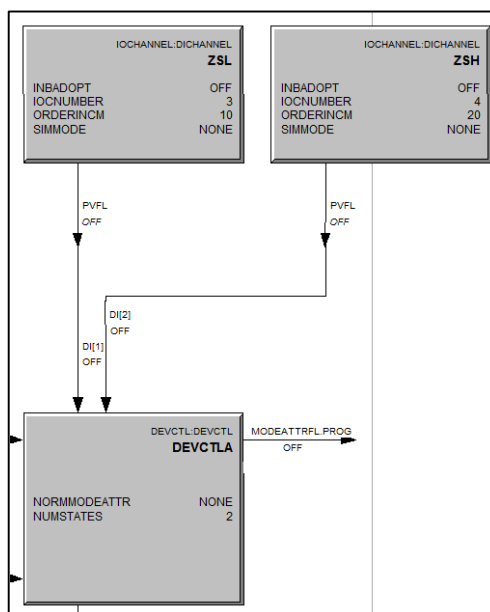 IOCHANNEL:DICHANNEL
ZSL
INBADOPT OFF
IOCNUMBER 3
ORDERINCM 10
SIMMODE NONE
IOCHANNEL:DICHANNEL
ZSH
INBADOPT OFF
IOCNUMBER 4
ORDERINCM 20
SIMMODE NONE
PVFL
OFF
PVFL
OFF
DI[2]
OFF
DI[1]
OFF
DEVCTL:DEVCTL
DEVCTLA
NORMMODEATTR NONE
NUMSTATES 2
MODEATTRFL.PROG
OFF